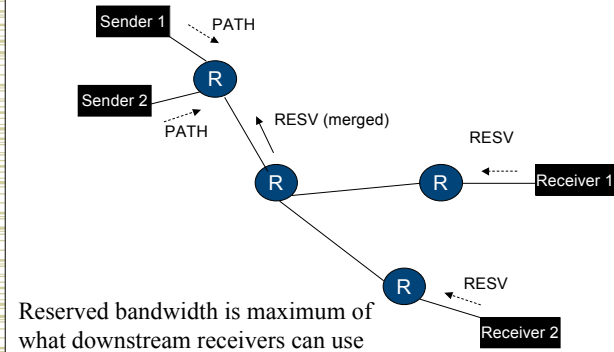 Sender 1
PATH
R
Sender 2
PATH
RESV (merged)
RESV
R
R
Receiver 1
R
RESV
Receiver 2
Reserved bandwidth is maximum of
what downstream receivers can use